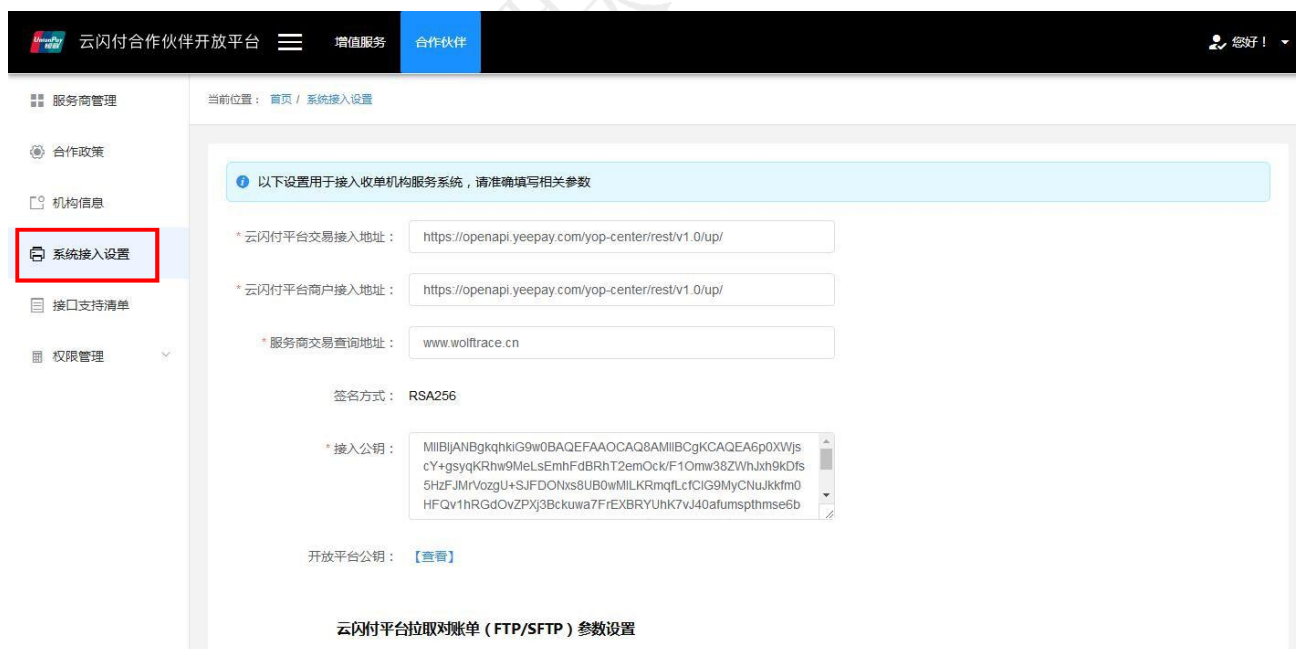 UnionPay
银联
云闪付合作伙伴开放平台
增值服务
合作伙伴
您好！
服务商管理
合作政策
机构信息
系统接入设置
接口支持清单
权限管理
当前位置： 首页 / 系统接入设置
以下设置用于接入收单机构服务系统，请准确填写相关参数
* 云闪付平台交易接入地址： https://openapi.yeepay.com/yop-center/rest/v1.0/up/
* 云闪付平台商户接入地址： https://openapi.yeepay.com/yop-center/rest/v1.0/up/
* 服务商交易查询地址： www.wolftrace.cn
签名方式： RSA256
* 接入公钥： MIIBIjANBgkqhkiG9w0BAQEFAAOCAQ8AMIIBCgKCAQEA6p0XWjs
cY+gsyqKRhw9MeLsEmhFdBRhT2emOck/F1Omw38ZWhJxh9kDfs
5HzFJMrVozgU+SJFDONxs8UB0wMILKRmqfLcfClG9MyCNuJkkfm0
HFQv1hRGdOvZPXj3Bckuwa7FrEXBRYUhK7vJ40afumspthmse6b
开放平台公钥： 【查看】
云闪付平台拉取对账单（FTP/SFTP）参数设置